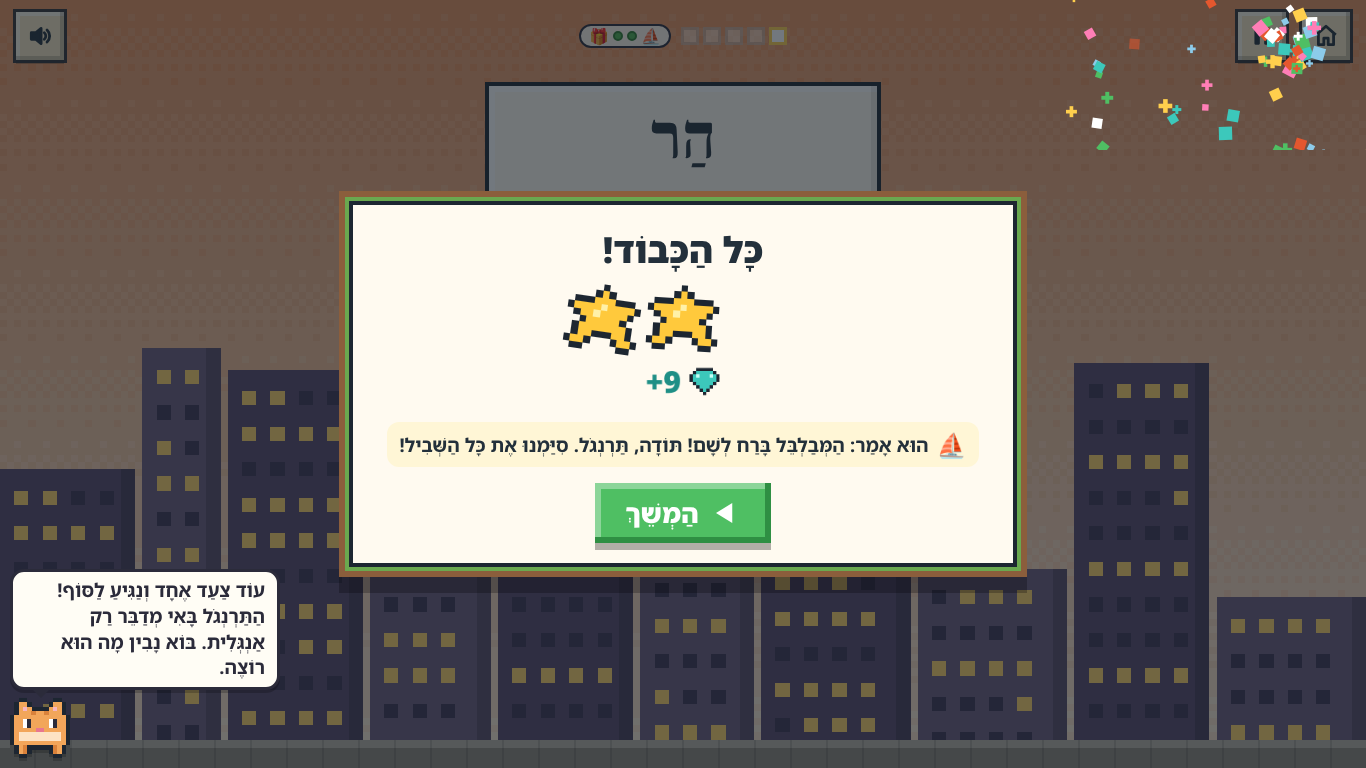 הַר
כָּל הַכָּבוֹד!
+9
הוּא אָמַר: הַמְּבַלְבֵּל בָּרַח לְשָׁם! תּוֹדָה, תַּרְנְגֹל. סִיַּמְנוּ אֶת כָּל הַשְּׁבִיל!
הַמְשֵׁךְ
עוֹד צַעַד אֶחָד וְנַגִּיעַ לַסּוֹף!
הַתַּרְנְגֹל בָּאִי מְדַבֵּר רַק
אַנְגְּלִית. בּוֹא נָבִין מָה הוּא
רוֹצֶה.